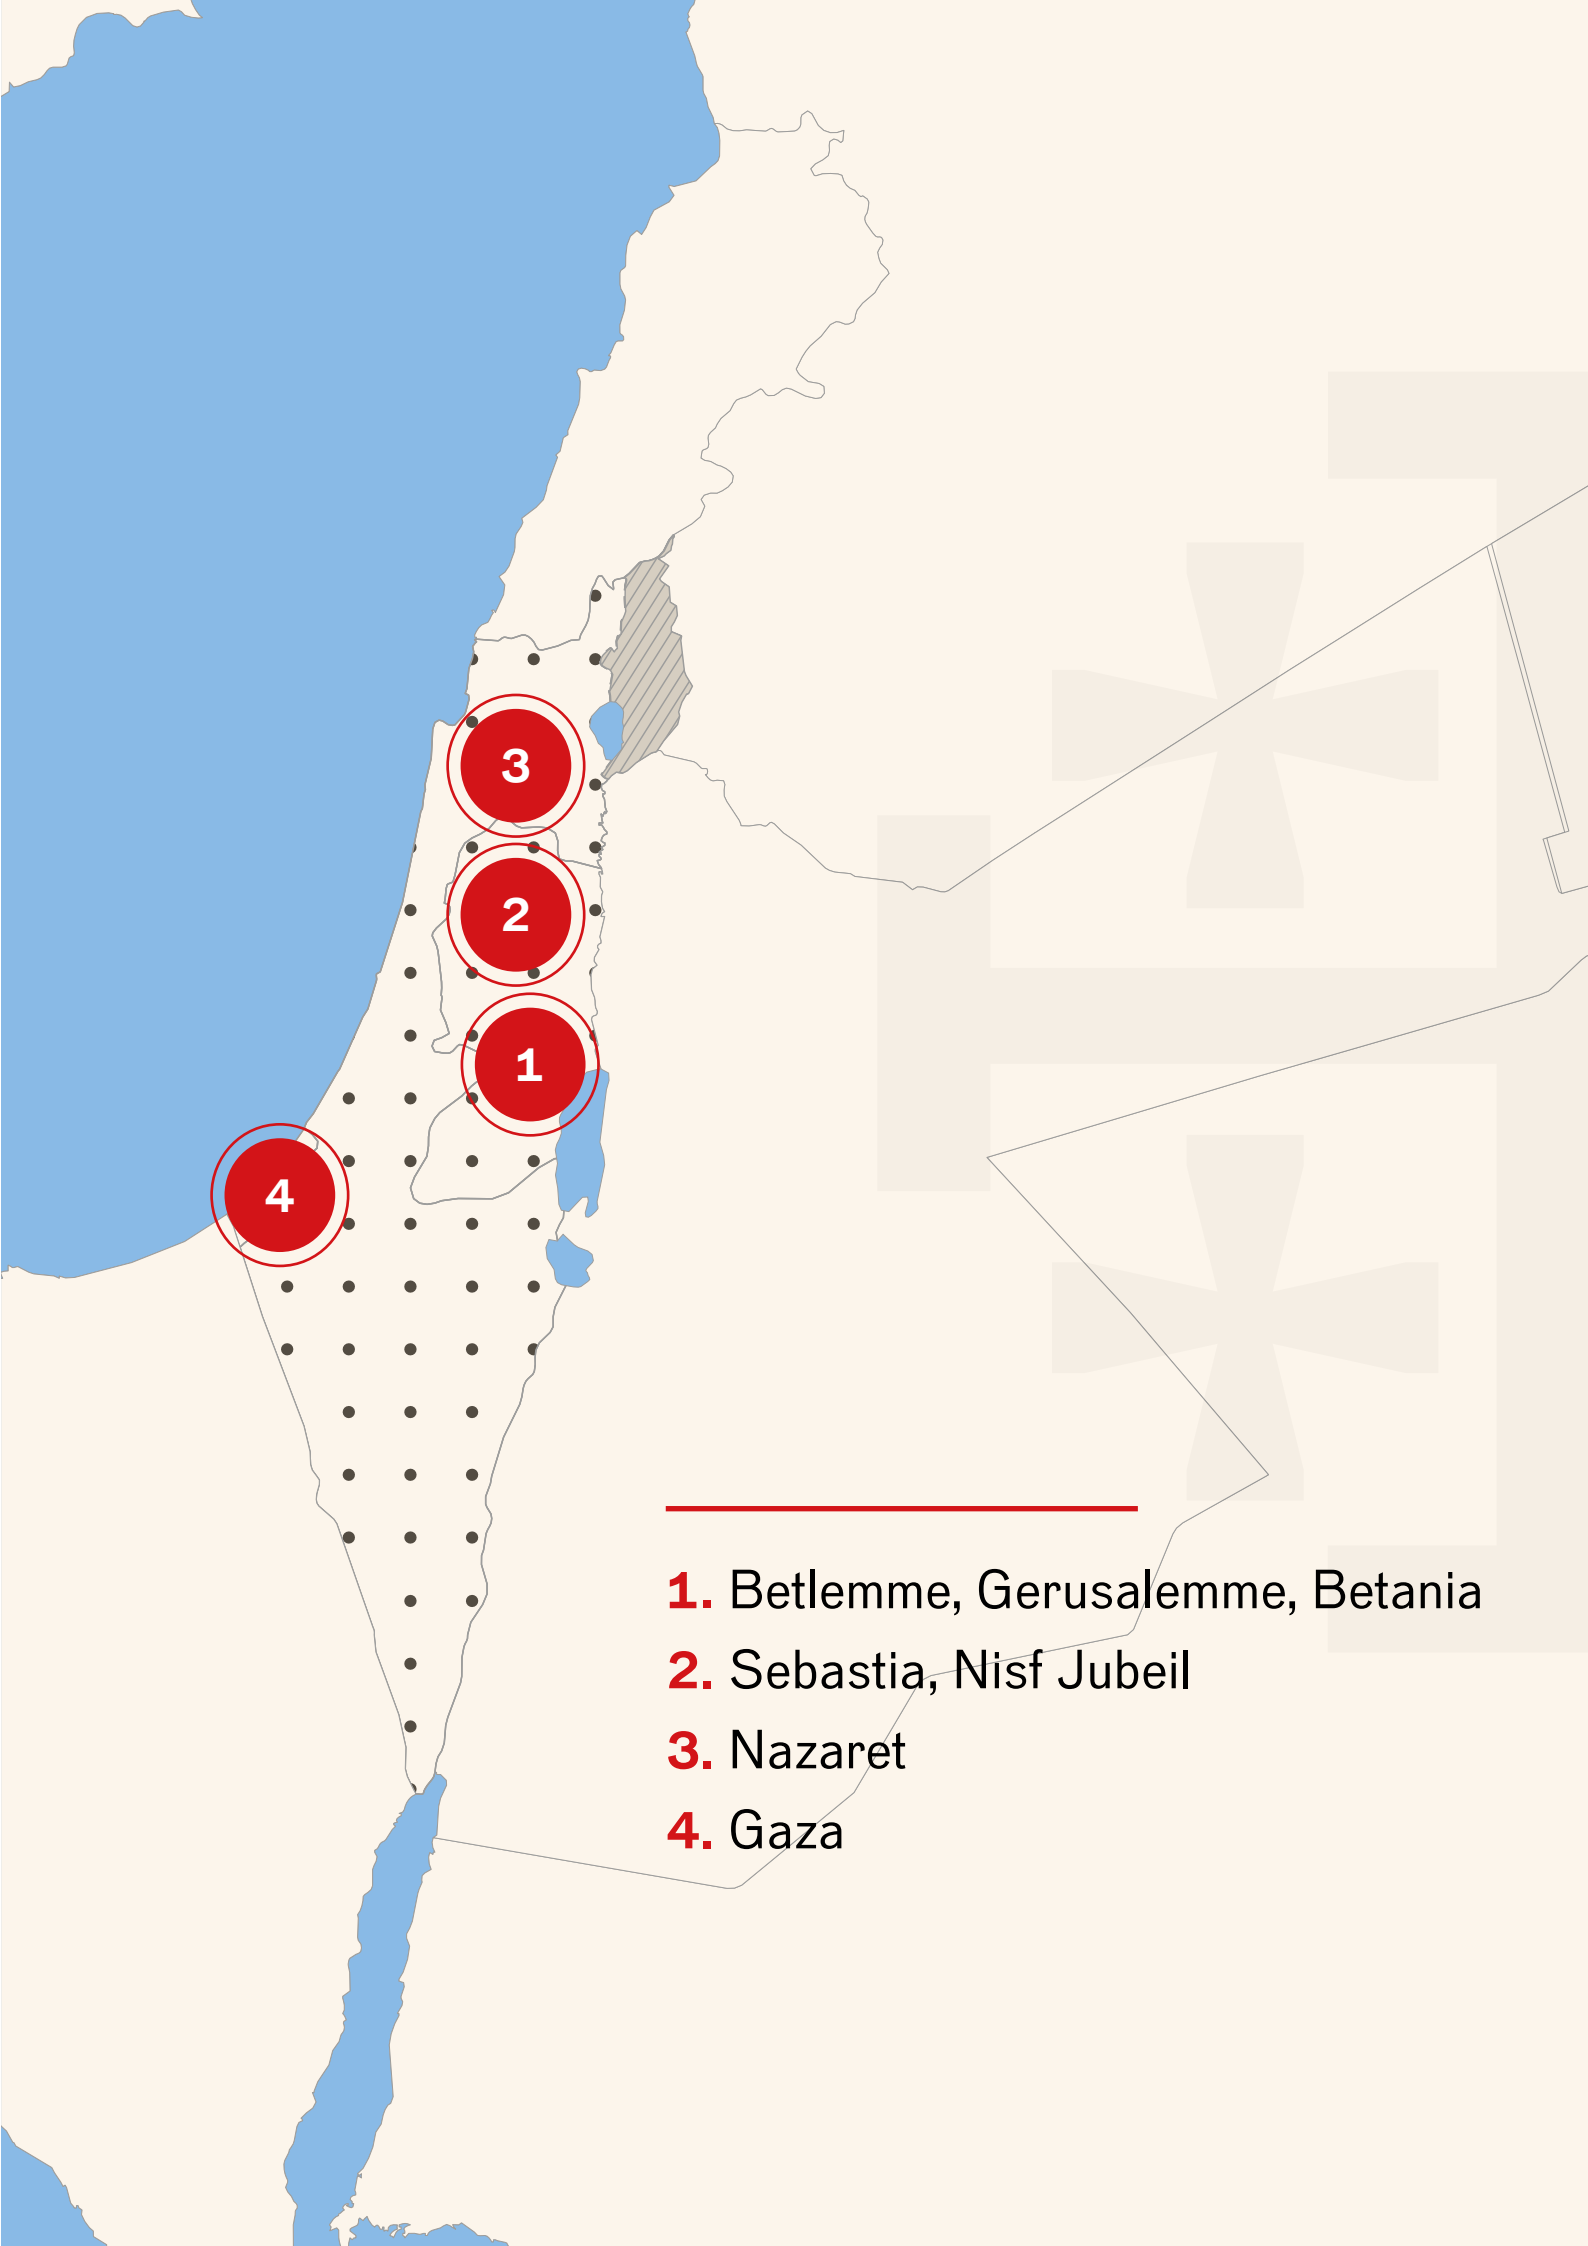 3
2
1
4
1. Betlemme, Gerusalemme, Betania
2. Sebastia, Nisf Jubeil
3. Nazaret
4. Gaza